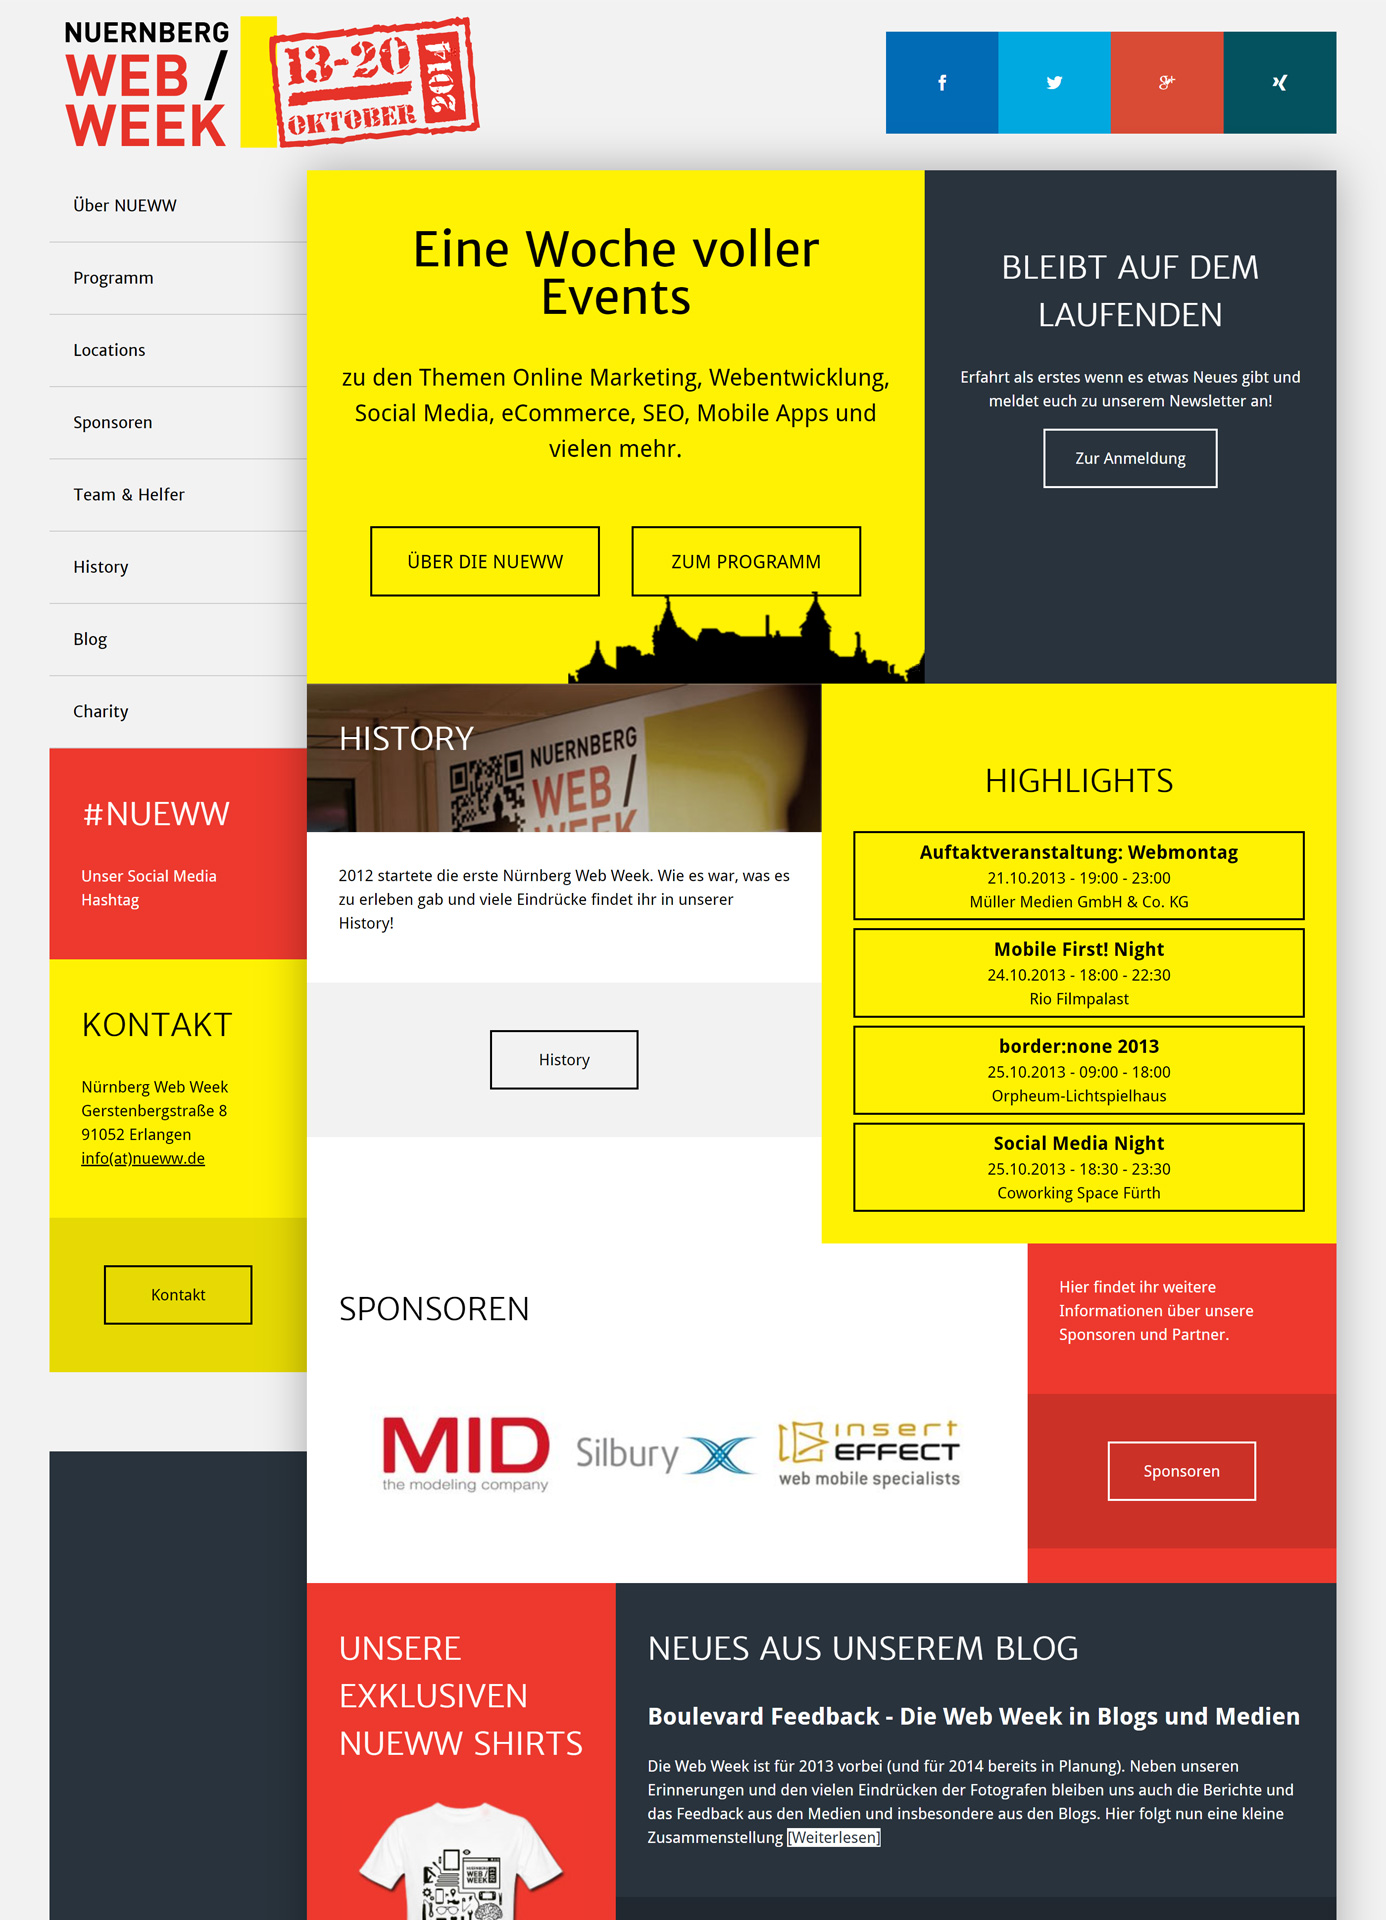 NUERNBERG
WEB /
WEEK
13-20
OKTOBER
2014
Über NUEWW
Programm
Locations
Sponsoren
Team & Helfer
History
Blog
Charity
#NUEWW
Unser Social Media
Hashtag
KONTAKT
Nürnberg Web Week
Gerstenbergstraße 8
91052 Erlangen
info(at)nueww.de
Kontakt
Eine Woche voller
Events
zu den Themen Online Marketing, Webentwicklung,
Social Media, eCommerce, SEO, Mobile Apps und
vielen mehr.
ÜBER DIE NUEWW
ZUM PROGRAMM
BLEIBT AUF DEM
LAUFENDEN
Erfahrt als erstes wenn es etwas Neues gibt und
meldet euch zu unserem Newsletter an!
Zur Anmeldung
HISTORY
NUERNBERG
WEB /
WEEK
2012 startete die erste Nürnberg Web Week. Wie es war, was es
zu erleben gab und viele Eindrücke findet ihr in unserer
History!
History
HIGHLIGHTS
Auftaktveranstaltung: Webmontag
21.10.2013 - 19:00 - 23:00
Müller Medien GmbH & Co. KG
Mobile First! Night
24.10.2013 - 18:00 - 22:30
Rio Filmpalast
border:none 2013
25.10.2013 - 09:00 - 18:00
Orpheum-Lichtspielhaus
Social Media Night
25.10.2013 - 18:30 - 23:30
Coworking Space Fürth
SPONSOREN
MID
the modeling company
Silbury
insert
EFFECT
web mobile specialists
Hier findet ihr weitere
Informationen über unsere
Sponsoren und Partner.
Sponsoren
UNSERE
EXKLUSIVEN
NUEWW SHIRTS
NUERNBERG
WEB /
WEEK
NEUES AUS UNSEREM BLOG
Boulevard Feedback - Die Web Week in Blogs und Medien
Die Web Week ist für 2013 vorbei (und für 2014 bereits in Planung). Neben unseren
Erinnerungen und den vielen Eindrücken der Fotografen bleiben uns auch die Berichte und
das Feedback aus den Medien und insbesondere aus den Blogs. Hier folgt nun eine kleine
Zusammenstellung [Weiterlesen]